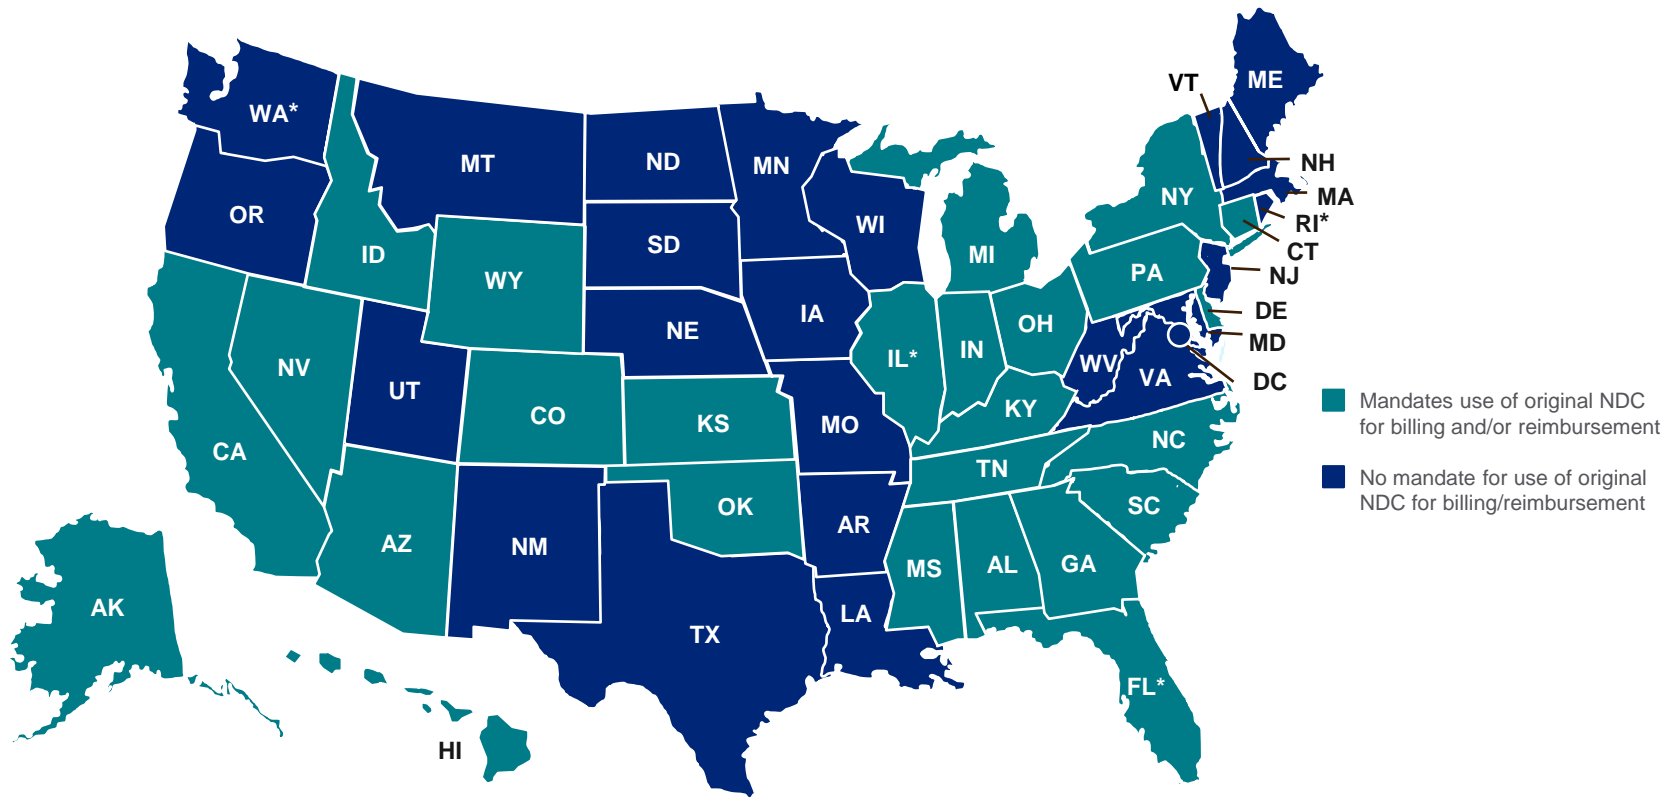 ME
VT
WA*
MT
ND
MN
NH
MA
NY
OR
WI
RI*
SD
CT
ID
MI
PA
NJ
WY
DE
IA
OH
NE
MD
IN
IL*
WV
NV
VA
DC
UT
KY
CO
KS
MO
NC
CA
TN
OK
SC
AR
AZ
NM
GA
AL
MS
AK
LA
TX
FL*
HI
Mandates use of original NDC
for billing and/or reimbursement
No mandate for use of original
NDC for billing/reimbursement